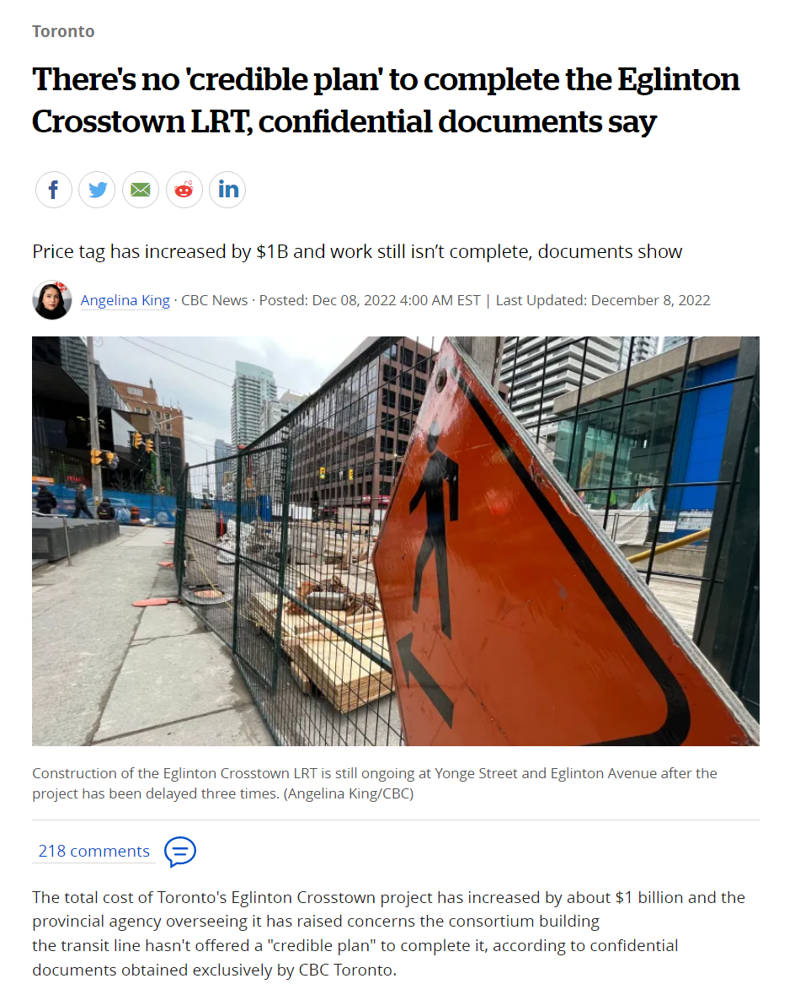 Toronto
There's no 'credible plan' to complete the Eglinton
Crosstown LRT, confidential documents say
f
in
Price tag has increased by $1B and work still isn’t complete, documents show
Angelina King · CBC News · Posted: Dec 08, 2022 4:00 AM EST | Last Updated: December 8, 2022
Construction of the Eglinton Crosstown LRT is still ongoing at Yonge Street and Eglinton Avenue after the
project has been delayed three times. (Angelina King/CBC)
218 comments
The total cost of Toronto's Eglinton Crosstown project has increased by about $1 billion and the
provincial agency overseeing it has raised concerns the consortium building
the transit line hasn't offered a "credible plan" to complete it, according to confidential
documents obtained exclusively by CBC Toronto.